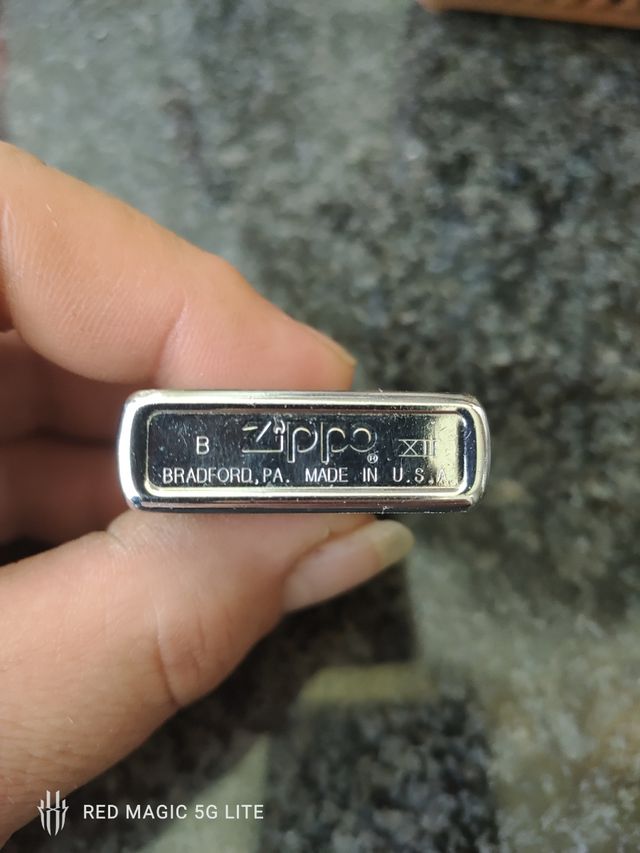 B Zippo® XII
BRADFORD, PA. MADE IN U.S.A.
RED MAGIC 5G LITE